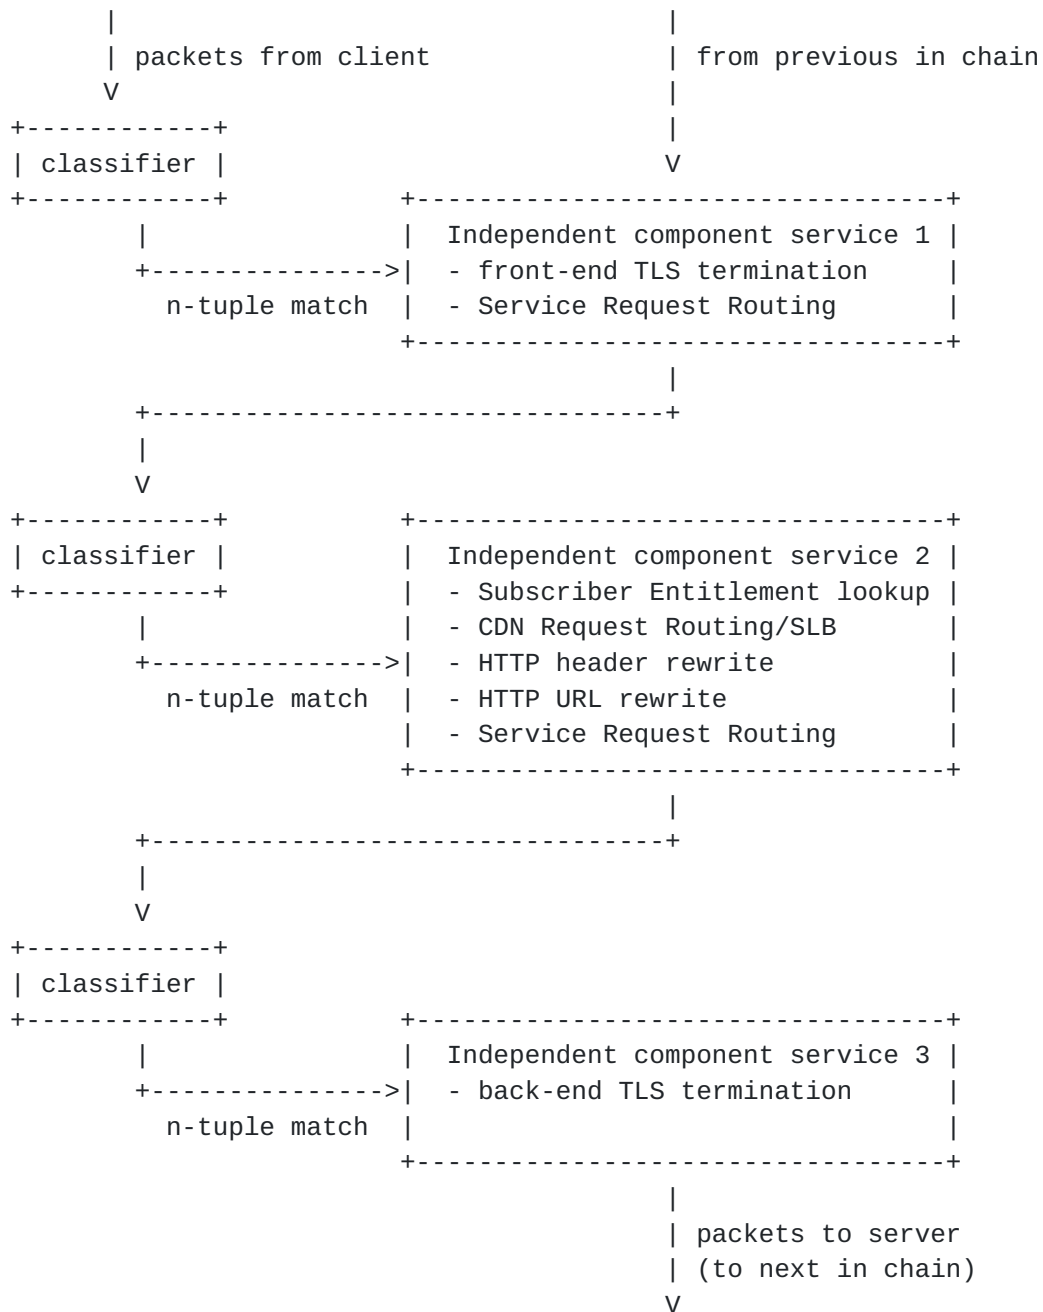 packets from client from previous in chain
classifier
Independent component service 1
- front-end TLS termination
n-tuple match - Service Request Routing
classifier Independent component service 2
- Subscriber Entitlement lookup
- CDN Request Routing/SLB
- HTTP header rewrite
n-tuple match - HTTP URL rewrite
- Service Request Routing
classifier
Independent component service 3
- back-end TLS termination
n-tuple match
packets to server
(to next in chain)